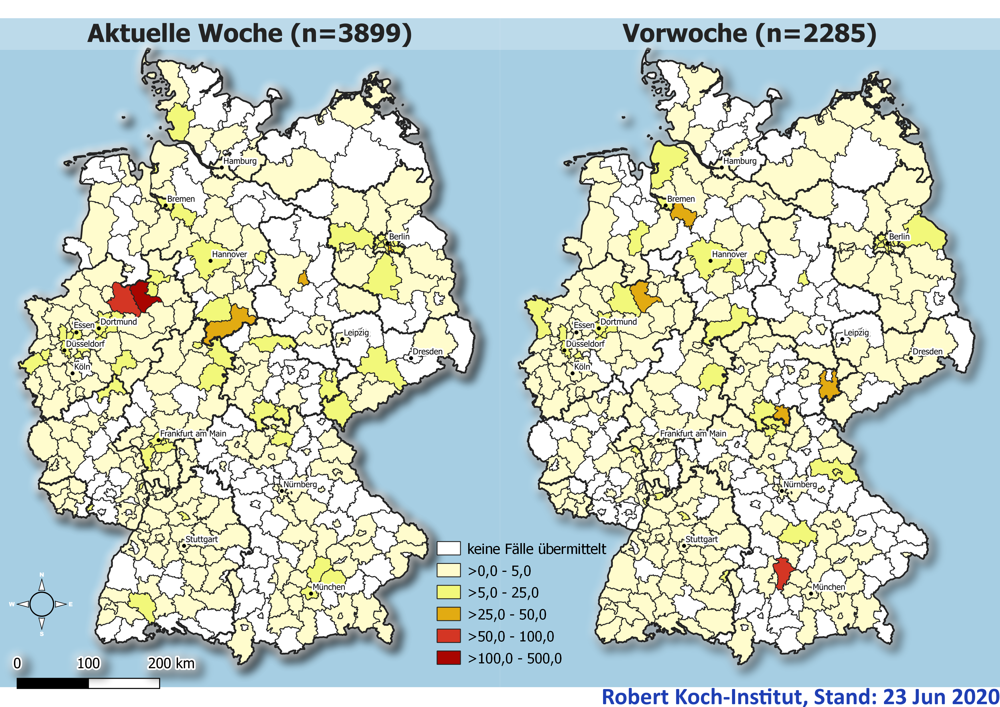 Aktuelle Woche (n=3899)
Vorwoche (n=2285)
Hamburg
Bremen
Berlin
Hannover
Dortmund
Essen
Düsseldorf
Leipzig
Dresden
Köln
Frankfurt am Main
Nürnberg
Stuttgart
München
Hamburg
Bremen
Berlin
Hannover
Dortmund
Essen
Düsseldorf
Leipzig
Dresden
Köln
Frankfurt am Main
Nürnberg
Stuttgart
München
keine Fälle übermittelt
>0,0 - 5,0
>5,0 - 25,0
>25,0 - 50,0
>50,0 - 100,0
>100,0 - 500,0
N
W E
S
0 100 200 km
Robert Koch-Institut, Stand: 23 Jun 2020